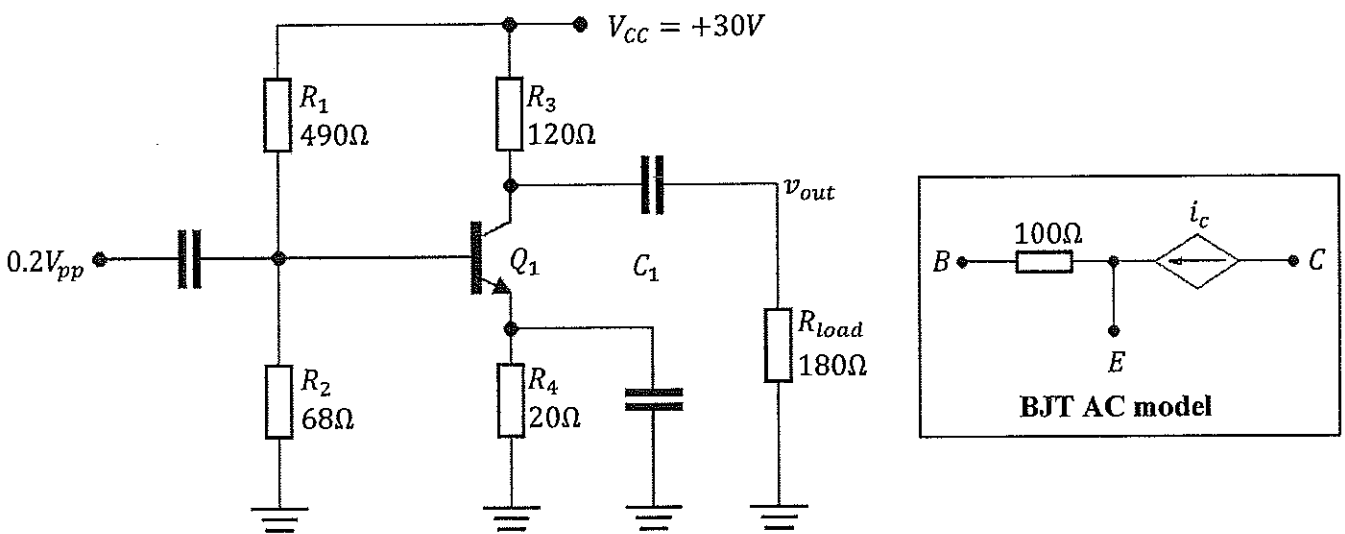 V_CC = +30V
R_1
490Ω
R_3
120Ω
v_out
0.2V_pp
Q_1
C_1
R_2
68Ω
R_4
20Ω
R_load
180Ω
100Ω
i_c
B
C
E
BJT AC model